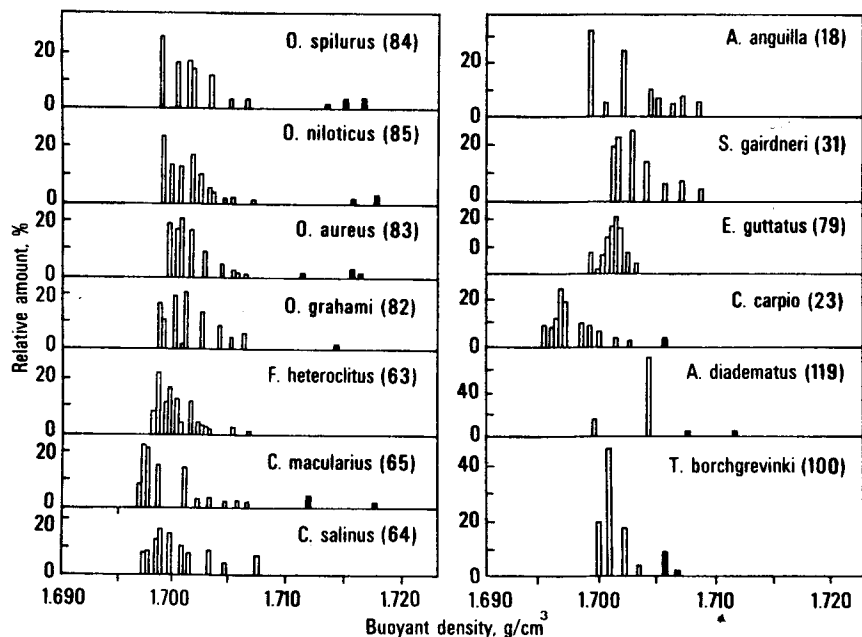 Relative amount, %
20
0
O. spilurus (84)
20
0
O. niloticus (85)
20
0
O. aureus (83)
20
0
O. grahami (82)
20
0
F. heteroclitus (63)
20
0
C. macularius (65)
20
0
C. salinus (64)
1.690
1.700
1.710
1.720
20
0
A. anguilla (18)
20
0
S. gairdneri (31)
20
0
E. guttatus (79)
20
0
C. carpio (23)
40
0
A. diadematus (119)
40
20
0
T. borchgrevinki (100)
1.690
1.700
1.710
1.720
Buoyant density, g/cm³